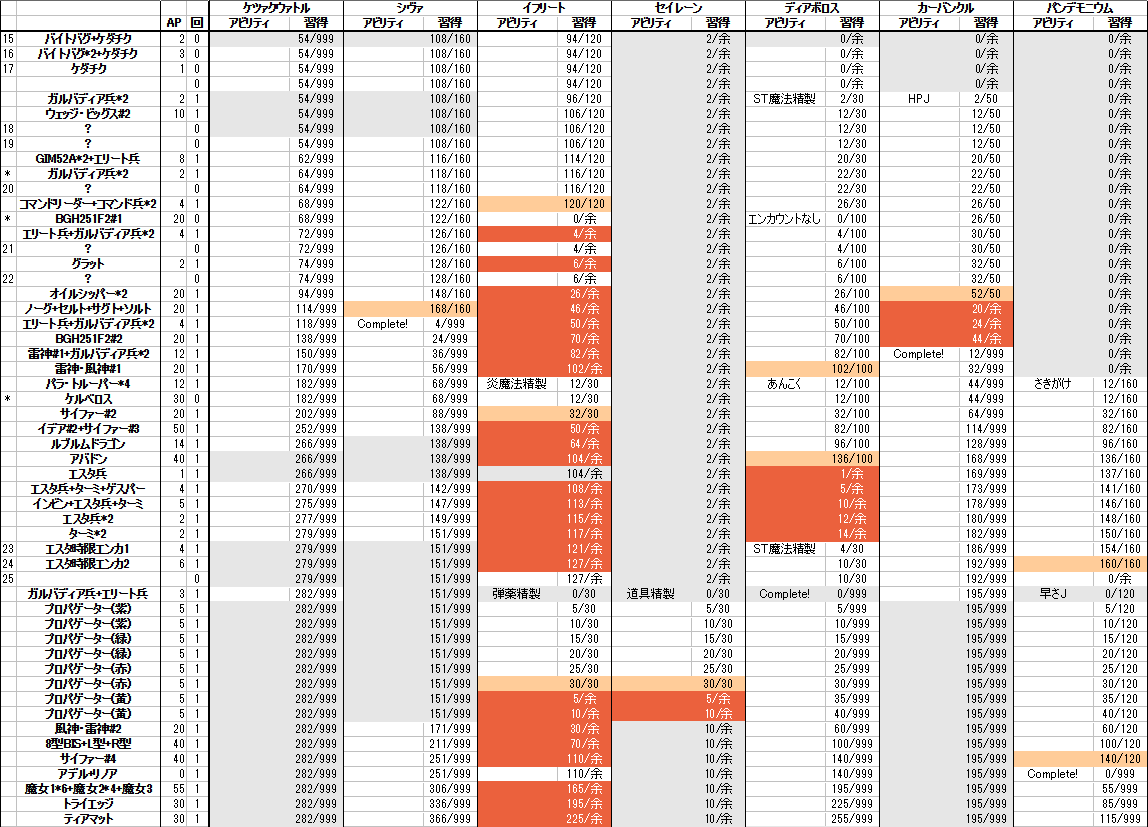 ケツァクウァトル シヴァ イフリート セイレーン ディアボロス カーバンクル パンデモニウム
AP 回 アビリティ 習得 アビリティ 習得 アビリティ 習得 アビリティ 習得 アビリティ 習得 アビリティ 習得 アビリティ 習得
15 バイトバグ+ケダチク 2 0 54/999 108/160 94/120 2/余 0/余 0/余 0/余
16 バイトバグ*2+ケダチク 3 0 54/999 108/160 94/120 2/余 0/余 0/余 0/余
17 ケダチク 1 0 54/999 108/160 94/120 2/余 0/余 0/余 0/余
0 54/999 108/160 94/120 2/余 0/余 0/余 0/余
ガルバディア兵*2 2 1 54/999 108/160 96/120 2/余 ST魔法精製 2/30 HPJ 2/50 0/余
ウェッジ・ビッグス#2 10 1 54/999 108/160 106/120 2/余 12/30 12/50 0/余
18 ? 0 54/999 108/160 106/120 2/余 12/30 12/50 0/余
19 ? 0 54/999 108/160 106/120 2/余 12/30 12/50 0/余
GIM52A*2+エリート兵 8 1 62/999 116/160 114/120 2/余 20/30 20/50 0/余
* ガルバディア兵*2 2 1 64/999 118/160 116/120 2/余 22/30 22/50 0/余
20 ? 0 64/999 118/160 116/120 2/余 22/30 22/50 0/余
コマンドリーダー+コマンド兵*2 4 1 68/999 122/160 120/120 2/余 26/30 26/50 0/余
* BGH251F2#1 20 0 68/999 122/160 0/余 2/余 エンカウントなし 0/100 26/50 0/余
エリート兵+ガルバディア兵*2 4 1 72/999 126/160 4/余 2/余 4/100 30/50 0/余
21 ? 0 72/999 126/160 4/余 2/余 4/100 30/50 0/余
グラット 2 1 74/999 128/160 6/余 2/余 6/100 32/50 0/余
22 ? 0 74/999 128/160 6/余 2/余 6/100 32/50 0/余
オイルシッパー*2 20 1 94/999 148/160 26/余 2/余 26/100 52/50 0/余
ノーグ+セルト+サグト+ソルト 20 1 114/999 168/160 46/余 2/余 46/100 20/余 0/余
エリート兵+ガルバディア兵*2 4 1 118/999 Complete! 4/999 50/余 2/余 50/100 24/余 0/余
BGH251F2#2 20 1 138/999 24/999 70/余 2/余 70/100 44/余 0/余
雷神#1+ガルバディア兵*2 12 1 150/999 36/999 82/余 2/余 82/100 Complete! 12/999 0/余
雷神・風神#1 20 1 170/999 56/999 102/余 2/余 102/100 32/999 0/余
パラ・トルーパー*4 12 1 182/999 68/999 炎魔法精製 12/30 2/余 あんこく 12/100 44/999 さきがけ 12/160
* ケルベロス 30 0 182/999 68/999 12/30 2/余 12/100 44/999 12/160
サイファー#2 20 1 202/999 88/999 32/30 2/余 32/100 64/999 32/160
イデア#2+サイファー#3 50 1 252/999 138/999 50/余 2/余 82/100 114/999 82/160
ルブルムドラゴン 14 1 266/999 138/999 64/余 2/余 96/100 128/999 96/160
アバドン 40 1 266/999 138/999 104/余 2/余 136/100 168/999 136/160
エスタ兵 1 1 266/999 138/999 104/余 2/余 1/余 169/999 137/160
エスタ兵+ターミ+ゲスパー 4 1 270/999 142/999 108/余 2/余 5/余 173/999 141/160
インビン+エスタ兵+ターミ 5 1 275/999 147/999 113/余 2/余 10/余 178/999 146/160
エスタ兵*2 2 1 277/999 149/999 115/余 2/余 12/余 180/999 148/160
ターミ*2 2 1 279/999 151/999 117/余 2/余 14/余 182/999 150/160
23 エスタ時限エンカ1 4 1 279/999 151/999 121/余 2/余 ST魔法精製 4/30 186/999 154/160
24 エスタ時限エンカ2 6 1 279/999 151/999 127/余 2/余 10/30 192/999 160/160
25 0 279/999 151/999 127/余 2/余 10/30 192/999 0/余
ガルバディア兵+エリート兵 3 1 282/999 151/999 弾薬精製 0/30 道具精製 0/30 Complete! 0/999 195/999 早さJ 0/120
プロパゲーター(紫) 5 1 282/999 151/999 5/30 5/30 5/999 195/999 5/120
プロパゲーター(紫) 5 1 282/999 151/999 10/30 10/30 10/999 195/999 10/120
プロパゲーター(緑) 5 1 282/999 151/999 15/30 15/30 15/999 195/999 15/120
プロパゲーター(緑) 5 1 282/999 151/999 20/30 20/30 20/999 195/999 20/120
プロパゲーター(赤) 5 1 282/999 151/999 25/30 25/30 25/999 195/999 25/120
プロパゲーター(赤) 5 1 282/999 151/999 30/30 30/30 30/999 195/999 30/120
プロパゲーター(黄) 5 1 282/999 151/999 5/余 5/余 35/999 195/999 35/120
プロパゲーター(黄) 5 1 282/999 151/999 10/余 10/余 40/999 195/999 40/120
風神・雷神#2 20 1 282/999 171/999 30/余 10/余 60/999 195/999 60/120
8型BIS+L型+R型 40 1 282/999 211/999 70/余 10/余 100/999 195/999 100/120
サイファー#4 40 1 282/999 251/999 110/余 10/余 140/999 195/999 140/120
アデル・リノア 0 1 282/999 251/999 110/余 10/余 140/999 195/999 Complete! 0/999
魔女1*6+魔女2*4+魔女3 55 1 282/999 306/999 165/余 10/余 195/999 195/999 55/999
トライエッジ 30 1 282/999 336/999 195/余 10/余 225/999 195/999 85/999
ティアマット 30 1 282/999 366/999 225/余 10/余 255/999 195/999 115/999